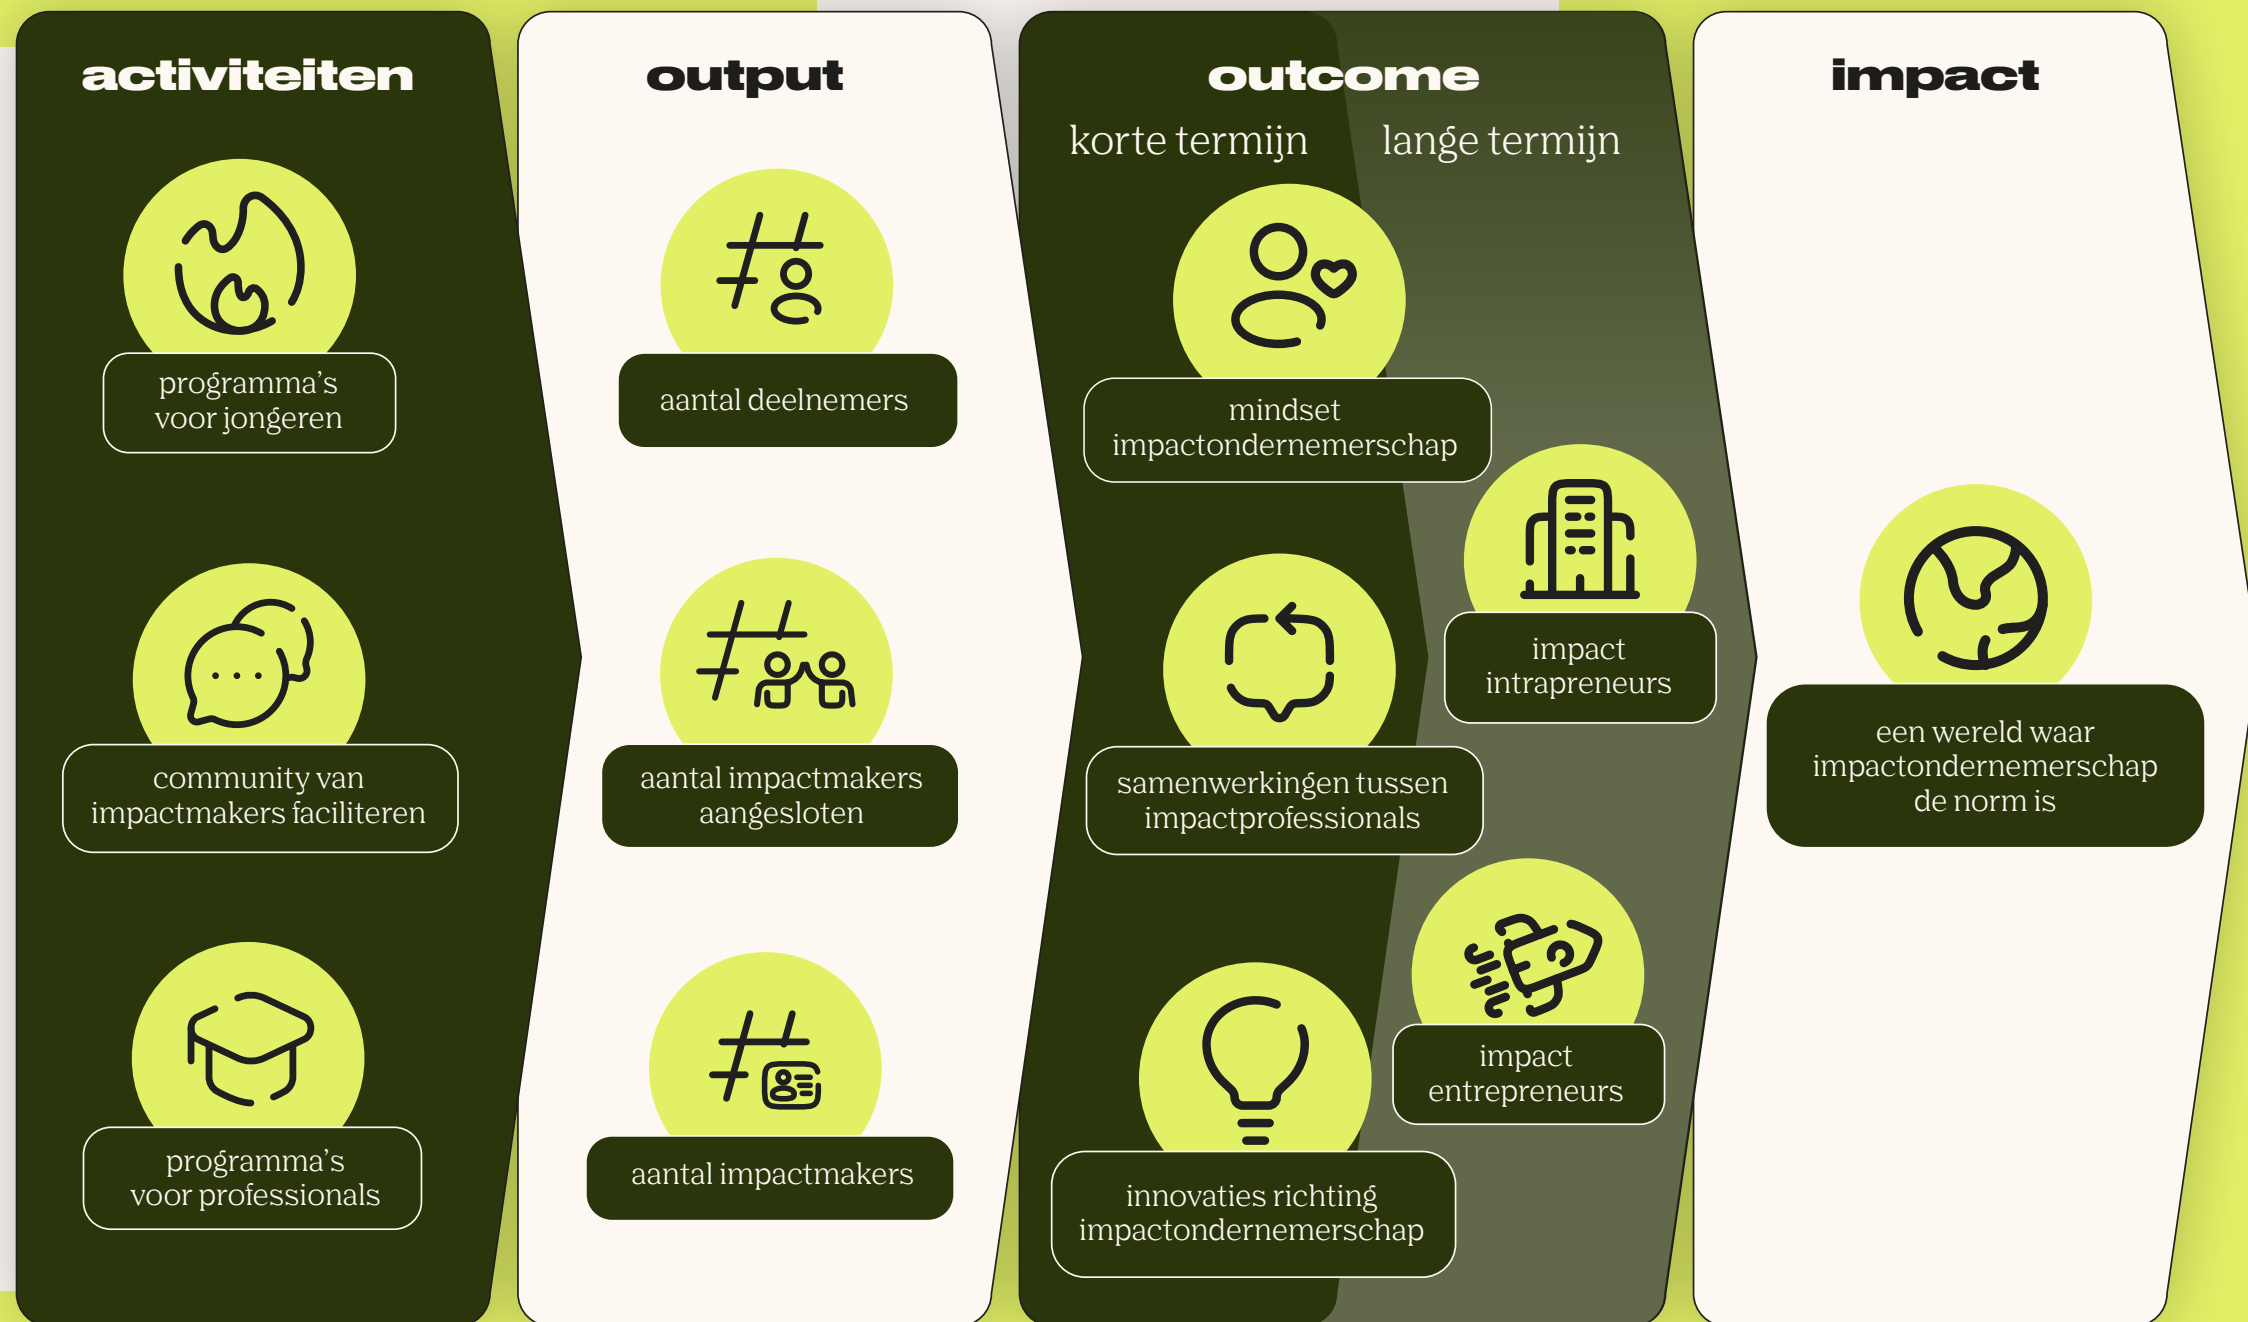 activiteiten
programma's
voor jongeren
community van
impactmakers faciliteren
programma's
voor professionals
output
aantal deelnemers
aantal impactmakers
aangesloten
aantal impactmakers
outcome
korte termijn
lange termijn
mindset
impactondernemerschap
samenwerkingen tussen
impactprofessionals
innovaties richting
impactondernemerschap
impact
intrapreneurs
impact
entrepreneurs
impact
een wereld waar
impactondernemerschap
de norm is